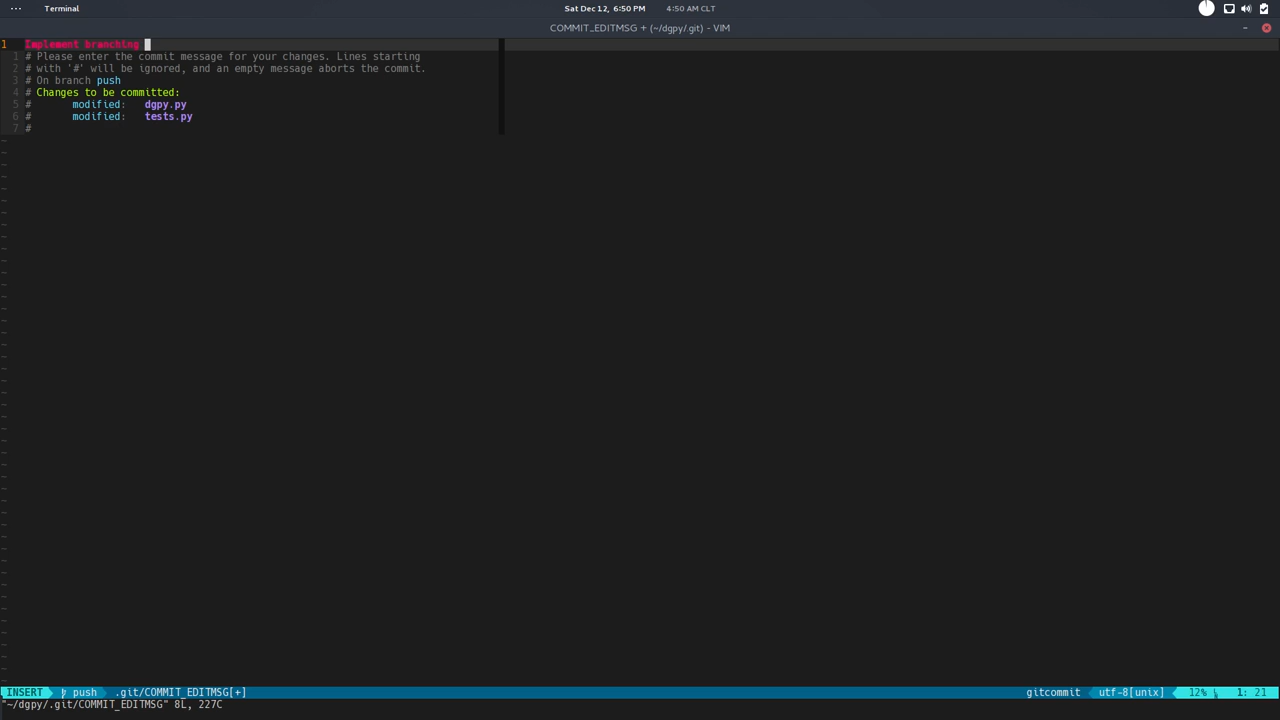 Terminal
Sat Dec 12, 6:50 PM 4:50 AM CLT
COMMIT_EDITMSG + (~/dgpy/.git) - VIM
1 Implement branching
1 # Please enter the commit message for your changes. Lines starting
2 # with '#' will be ignored, and an empty message aborts the commit.
3 # On branch push
4 # Changes to be committed:
5 # modified: dgpy.py
6 # modified: tests.py
7 #
INSERT push .git/COMMIT_EDITMSG[+] gitcommit utf-8[unix] 12% 1: 21
"~/dgpy/.git/COMMIT_EDITMSG" 8L, 227C